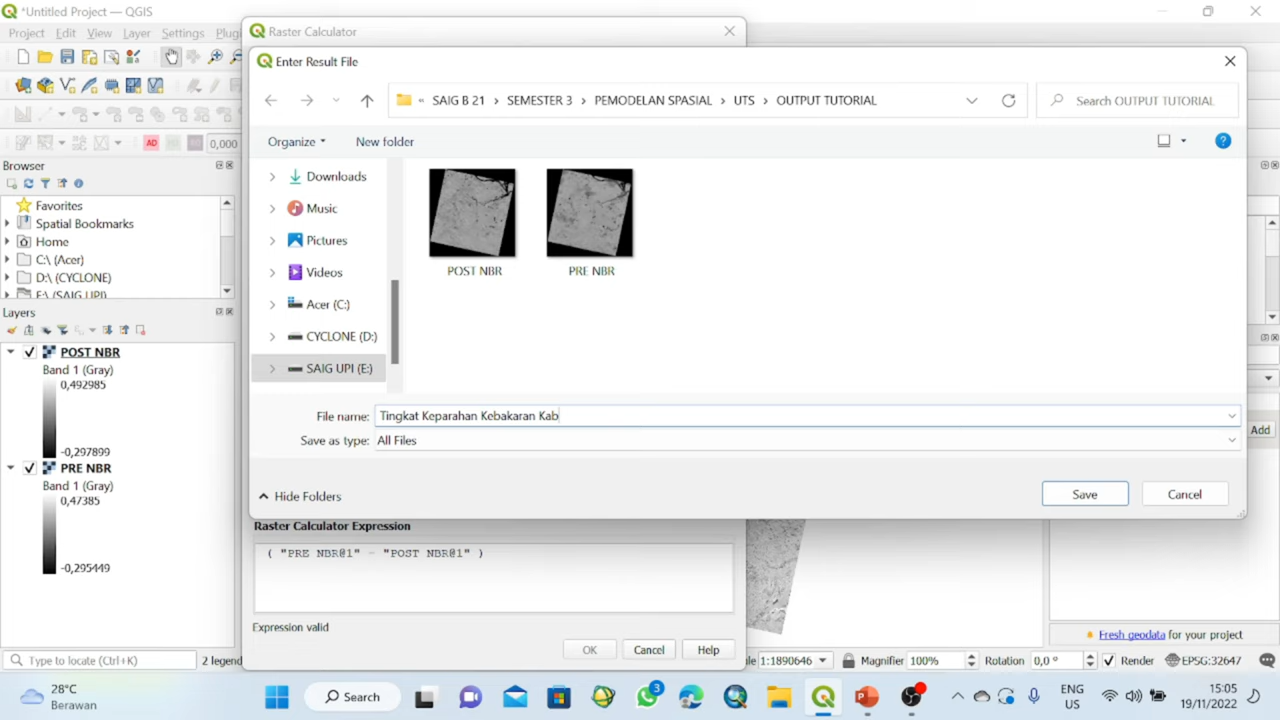 *Untitled Project — QGIS
Project Edit View Layer Settings Plugi
0,000
Browser
Favorites
Spatial Bookmarks
Home
C:\ (Acer)
D:\ (CYCLONE)
E:\ (SAIG UPI)
Layers
POST NBR
Band 1 (Gray)
0,492985
-0,297899
PRE NBR
Band 1 (Gray)
0,47385
-0,295449
Raster Calculator
Enter Result File
« SAIG B 21 › SEMESTER 3 › PEMODELAN SPASIAL › UTS › OUTPUT TUTORIAL
Search OUTPUT TUTORIAL
Organize
New folder
Downloads
Music
Pictures
Videos
Acer (C:)
CYCLONE (D:)
SAIG UPI (E:)
POST NBR
PRE NBR
File name: Tingkat Keparahan Kebakaran Kab
Save as type: All Files
Hide Folders
Save
Cancel
Add
Raster Calculator Expression
( "PRE NBR@1" - "POST NBR@1" )
Expression valid
OK
Cancel
Help
Fresh geodata for your project
Type to locate (Ctrl+K)
2 legend
1:1890646
Magnifier 100%
Rotation 0,0 °
Render
EPSG:32647
28°C
Berawan
Search
3
ENG
US
15:05
19/11/2022